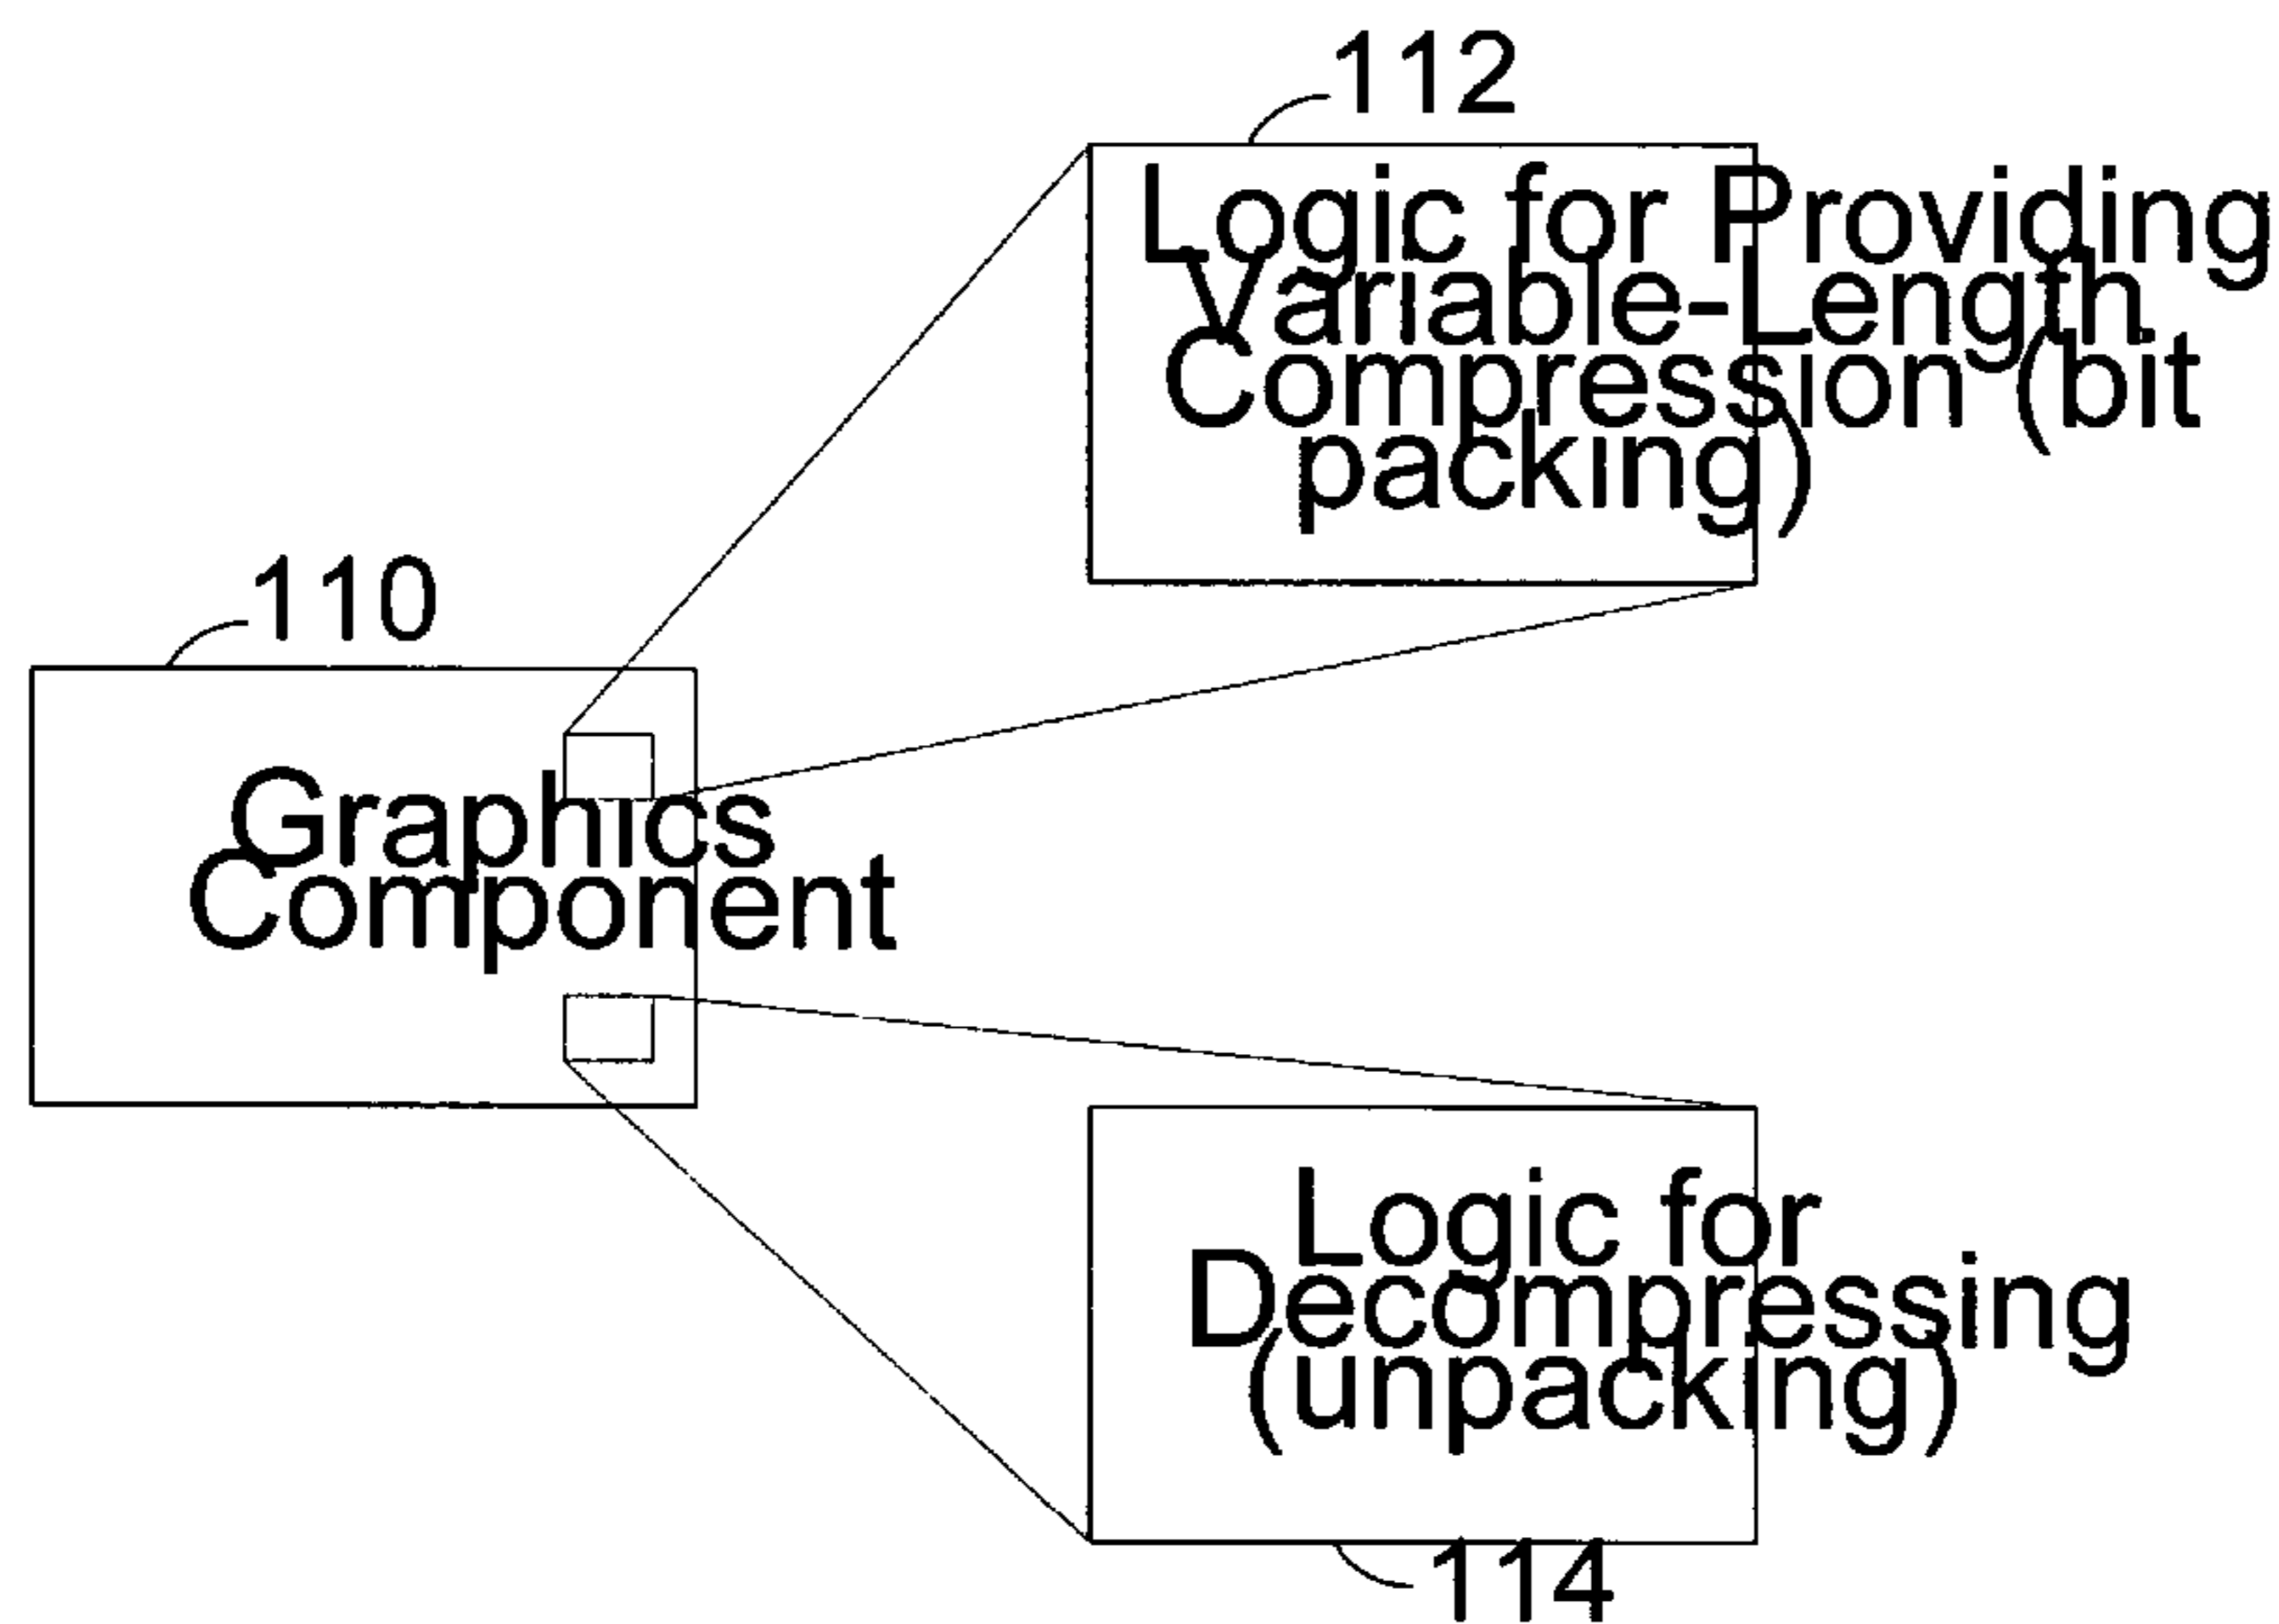 112
Logic for Providing
Variable-Length
Compression (bit
packing)
110
Graphics
Component
Logic for
Decompressing
(unpacking)
114